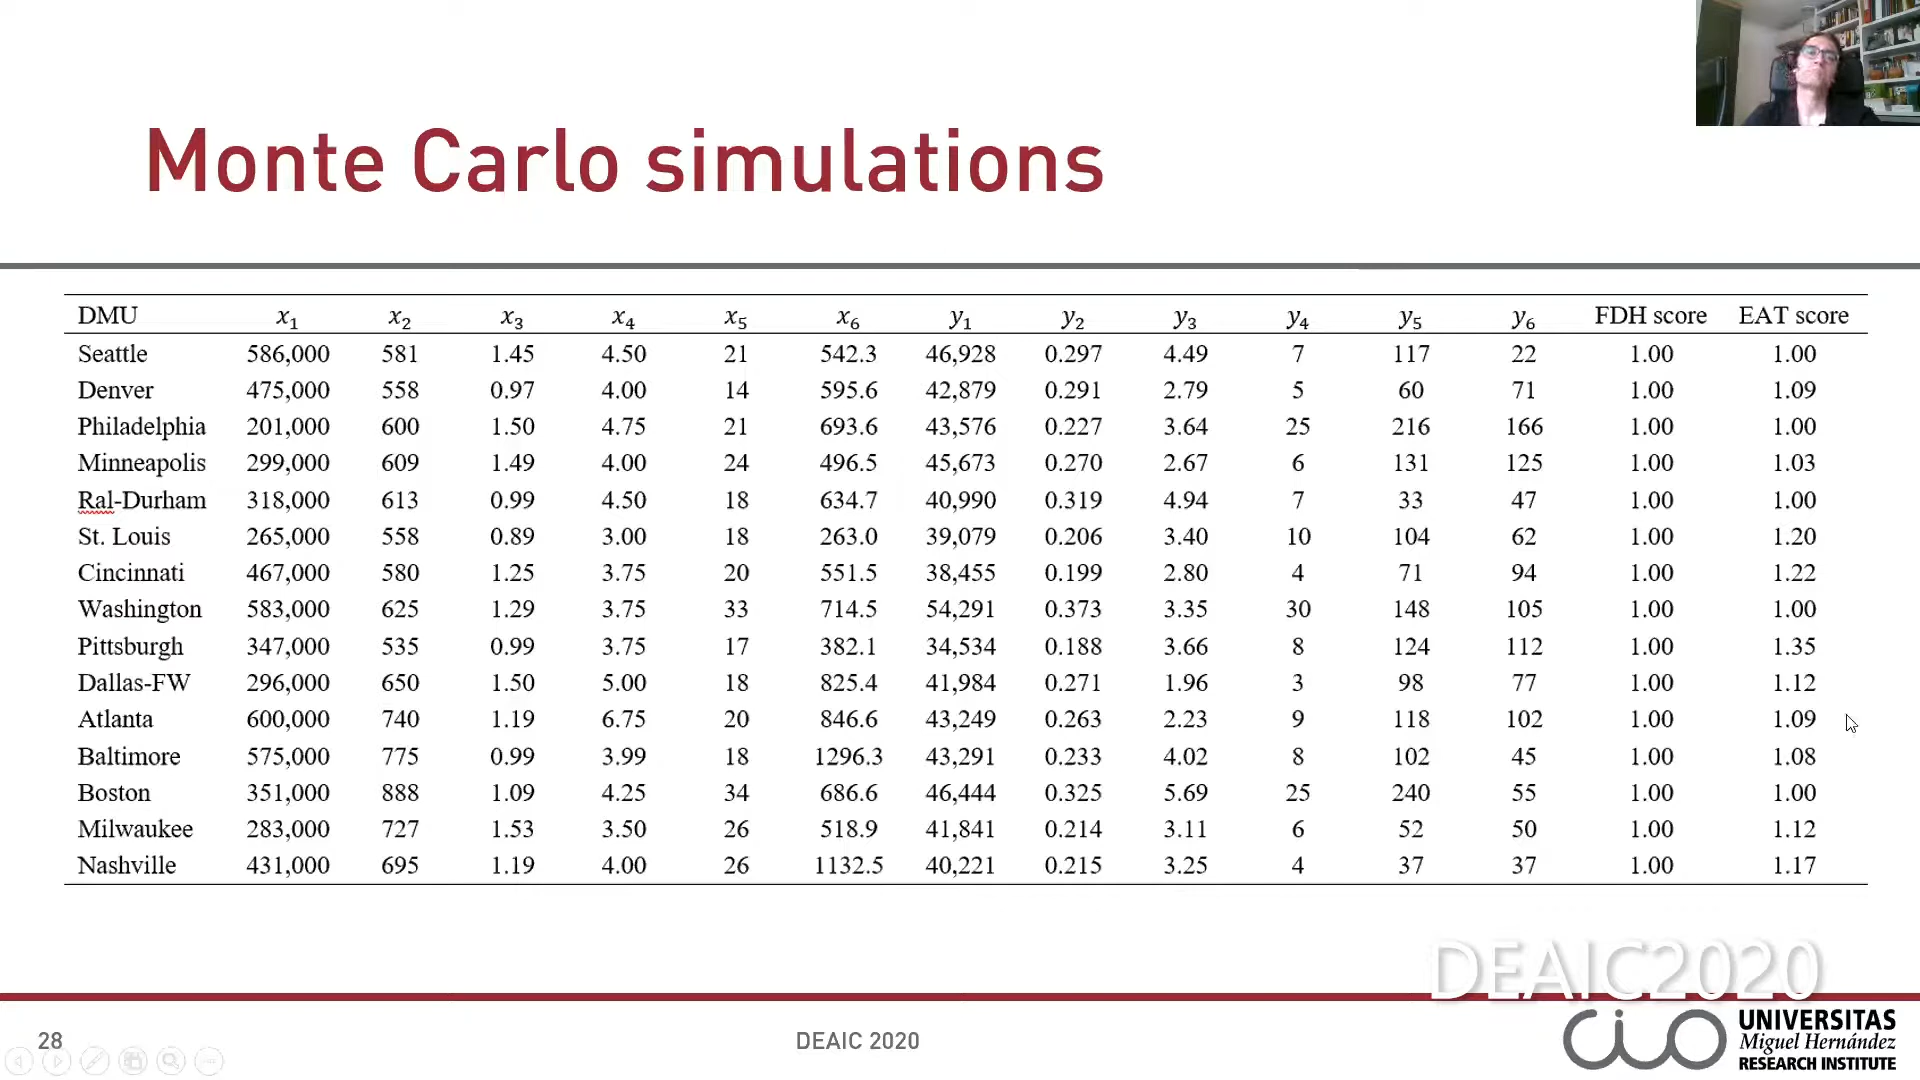 Monte Carlo simulations
DMU x₁ x₂ x₃ x₄ x₅ x₆ y₁ y₂ y₃ y₄ y₅ y₆ FDH score EAT score
Seattle 586,000 581 1.45 4.50 21 542.3 46,928 0.297 4.49 7 117 22 1.00 1.00
Denver 475,000 558 0.97 4.00 14 595.6 42,879 0.291 2.79 5 60 71 1.00 1.09
Philadelphia 201,000 600 1.50 4.75 21 693.6 43,576 0.227 3.64 25 216 166 1.00 1.00
Minneapolis 299,000 609 1.49 4.00 24 496.5 45,673 0.270 2.67 6 131 125 1.00 1.03
Ral-Durham 318,000 613 0.99 4.50 18 634.7 40,990 0.319 4.94 7 33 47 1.00 1.00
St. Louis 265,000 558 0.89 3.00 18 263.0 39,079 0.206 3.40 10 104 62 1.00 1.20
Cincinnati 467,000 580 1.25 3.75 20 551.5 38,455 0.199 2.80 4 71 94 1.00 1.22
Washington 583,000 625 1.29 3.75 33 714.5 54,291 0.373 3.35 30 148 105 1.00 1.00
Pittsburgh 347,000 535 0.99 3.75 17 382.1 34,534 0.188 3.66 8 124 112 1.00 1.35
Dallas-FW 296,000 650 1.50 5.00 18 825.4 41,984 0.271 1.96 3 98 77 1.00 1.12
Atlanta 600,000 740 1.19 6.75 20 846.6 43,249 0.263 2.23 9 118 102 1.00 1.09
Baltimore 575,000 775 0.99 3.99 18 1296.3 43,291 0.233 4.02 8 102 45 1.00 1.08
Boston 351,000 888 1.09 4.25 34 686.6 46,444 0.325 5.69 25 240 55 1.00 1.00
Milwaukee 283,000 727 1.53 3.50 26 518.9 41,841 0.214 3.11 6 52 50 1.00 1.12
Nashville 431,000 695 1.19 4.00 26 1132.5 40,221 0.215 3.25 4 37 37 1.00 1.17
DEAIC2020
28 DEAIC 2020
cio UNIVERSITAS
Miguel Hernández
RESEARCH INSTITUTE